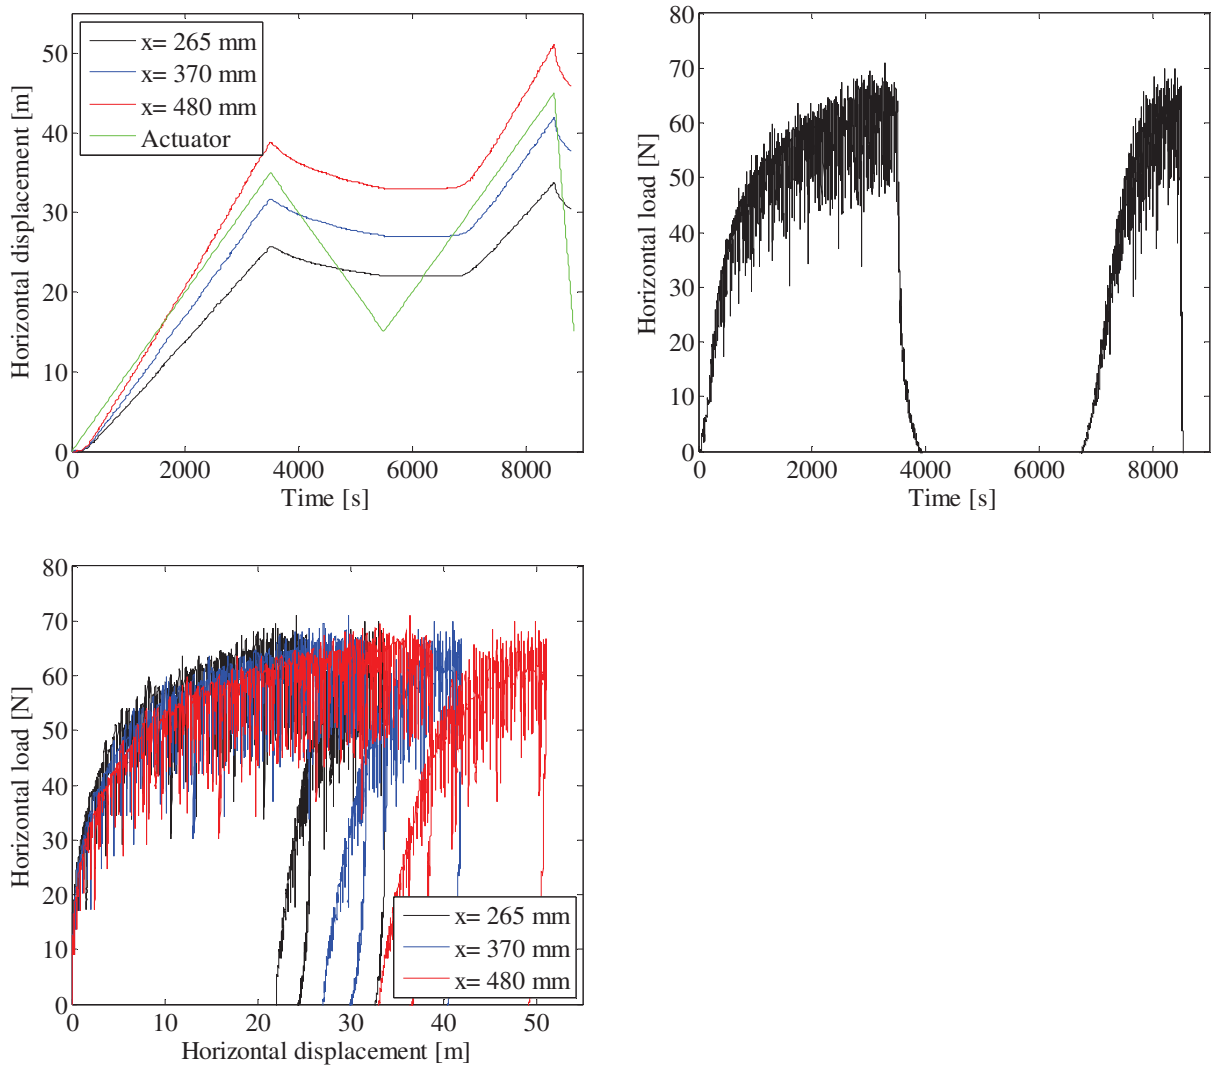 50
40
30
20
10
0
Horizontal displacement [m]
x= 265 mm
x= 370 mm
x= 480 mm
Actuator
0 2000 4000 6000 8000
Time [s]
80
70
60
50
40
30
20
10
0
Horizontal load [N]
0 2000 4000 6000 8000
Time [s]
80
70
60
50
40
30
20
10
0
Horizontal load [N]
x= 265 mm
x= 370 mm
x= 480 mm
0 10 20 30 40 50
Horizontal displacement [m]